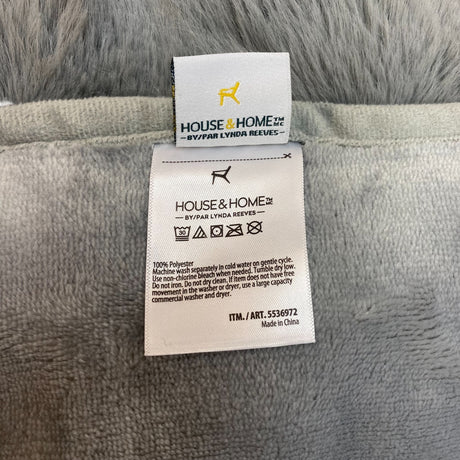 HOUSE & HOME TM MC
BY/PAR LYNDA REEVES
HOUSE & HOME TM MC
BY/PAR LYNDA REEVES
30
100% Polyester
Machine wash separately in cold water on gentle cycle.
Use non-chlorine bleach when needed. Tumble dry low.
Do not iron. Do not dry clean. If item does not have free
movement in the washer or dryer, use a large capacity
commercial washer and dryer.
ITM. / ART. 5536972
Made in China